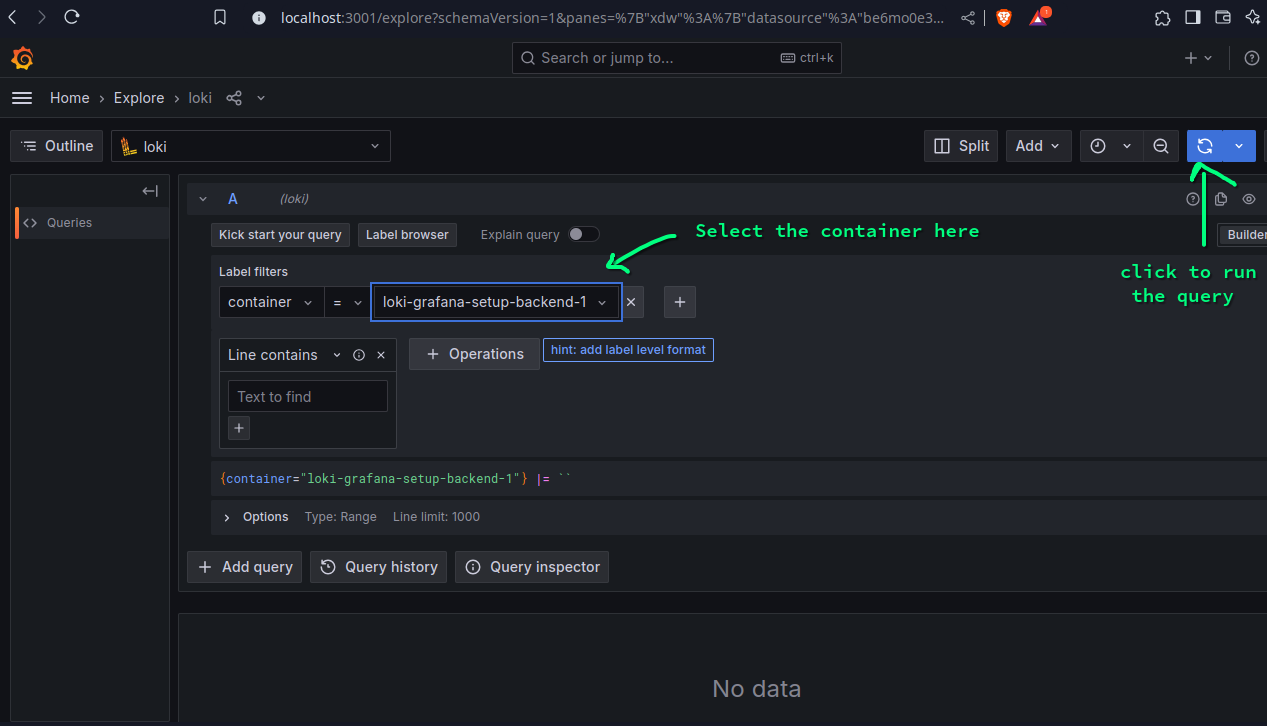 localhost:3001/explore?schemaVersion=1&panes=%7B"xdw"%3A%7B"datasource"%3A"be6mo0e3...
1
Search or jump to...
ctrl+k
Home › Explore › loki
Outline
loki
Split
Add
Queries
A
(loki)
Kick start your query
Label browser
Explain query
Select the container here
Builder
Label filters
click to run
the query
container
=
loki-grafana-setup-backend-1
Line contains
Operations
hint: add label level format
Text to find
{container="loki-grafana-setup-backend-1"} |= ``
Options
Type: Range
Line limit: 1000
Add query
Query history
Query inspector
No data